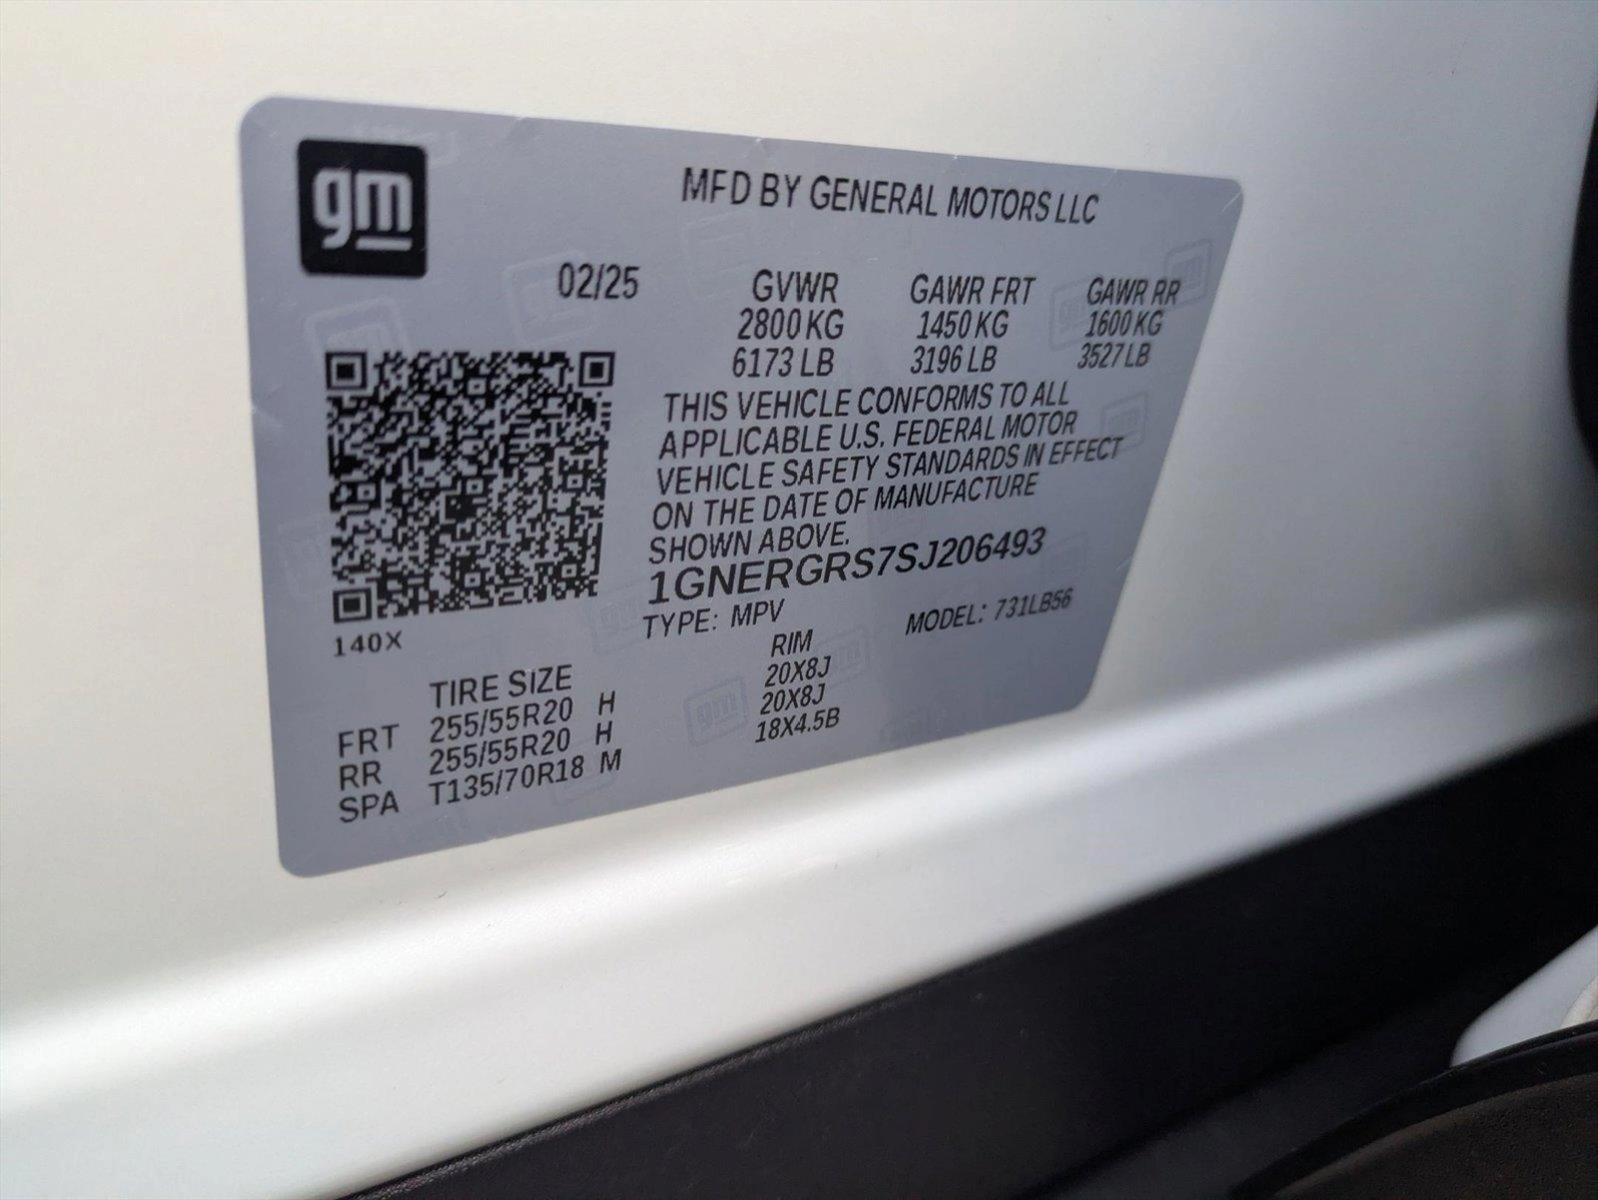 gm
MFD BY GENERAL MOTORS LLC
02/25 GVWR GAWR FRT GAWR RR
2800 KG 1450 KG 1600 KG
6173 LB 3196 LB 3527 LB
THIS VEHICLE CONFORMS TO ALL
APPLICABLE U.S. FEDERAL MOTOR
VEHICLE SAFETY STANDARDS IN EFFECT
ON THE DATE OF MANUFACTURE
SHOWN ABOVE.
1GNERGRS7SJ206493
TYPE: MPV MODEL: 731LB56
140X
TIRE SIZE RIM
FRT 255/55R20 H 20X8J
RR 255/55R20 H 20X8J
SPA T135/70R18 M 18X4.5B